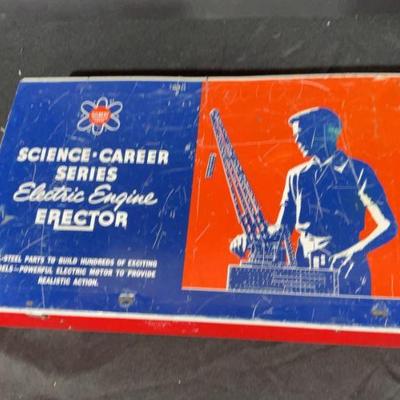 SCIENCE-CAREER
SERIES
Electric Engine
ERECTOR
-STEEL PARTS TO BUILD HUNDREDS OF EXCITING
ELS—POWERFUL ELECTRIC MOTOR TO PROVIDE
REALISTIC ACTION.